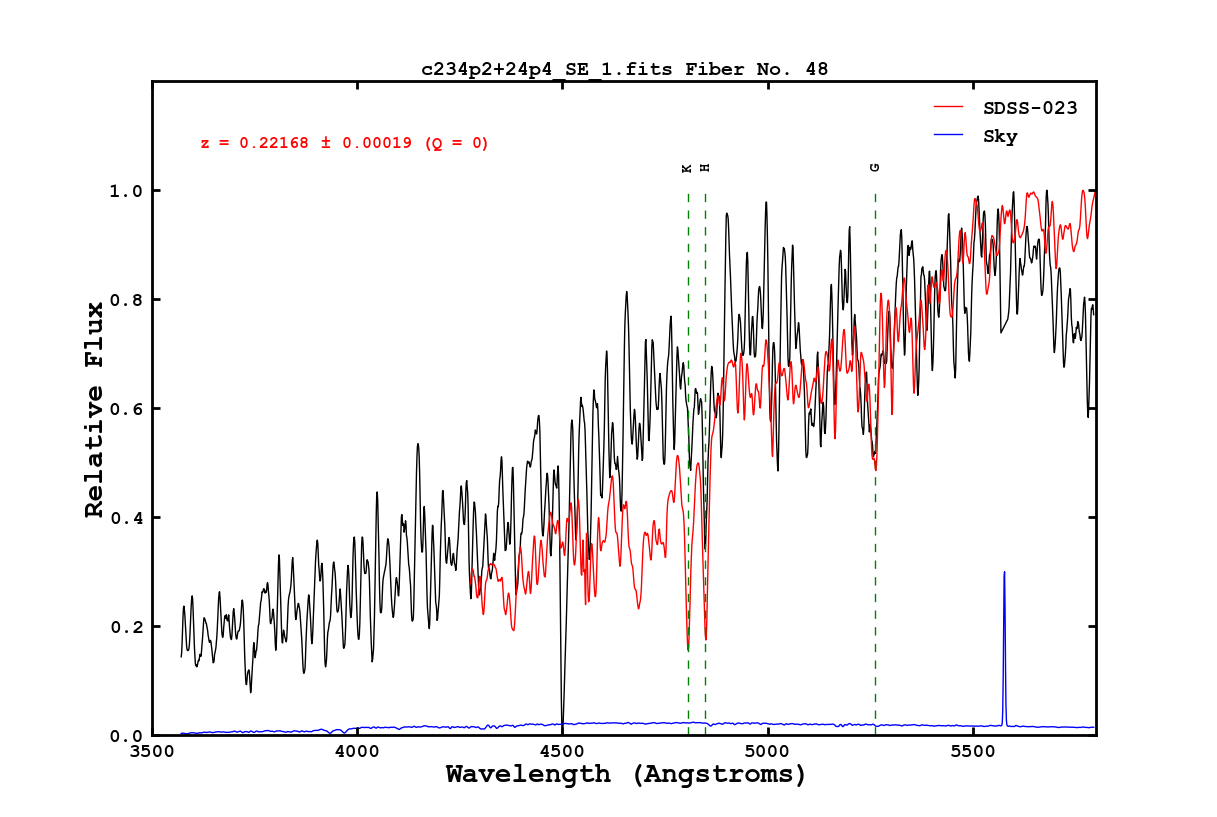 c234p2+24p4_SE_1.fits Fiber No. 48
SDSS-023
Sky
z = 0.22168 ± 0.00019 (Q = 0)
K
H
G
1.0
0.8
0.6
0.4
0.2
0.0
Relative Flux
3500
4000
4500
5000
5500
Wavelength (Angstroms)